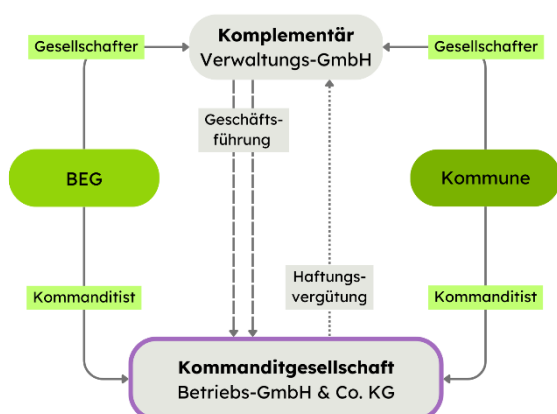 Komplementär
Verwaltungs-GmbH
Gesellschafter
Gesellschafter
Geschäfts-
führung
BEG
Kommune
Haftungs-
vergütung
Kommanditist
Kommanditist
Kommanditgesellschaft
Betriebs-GmbH & Co. KG